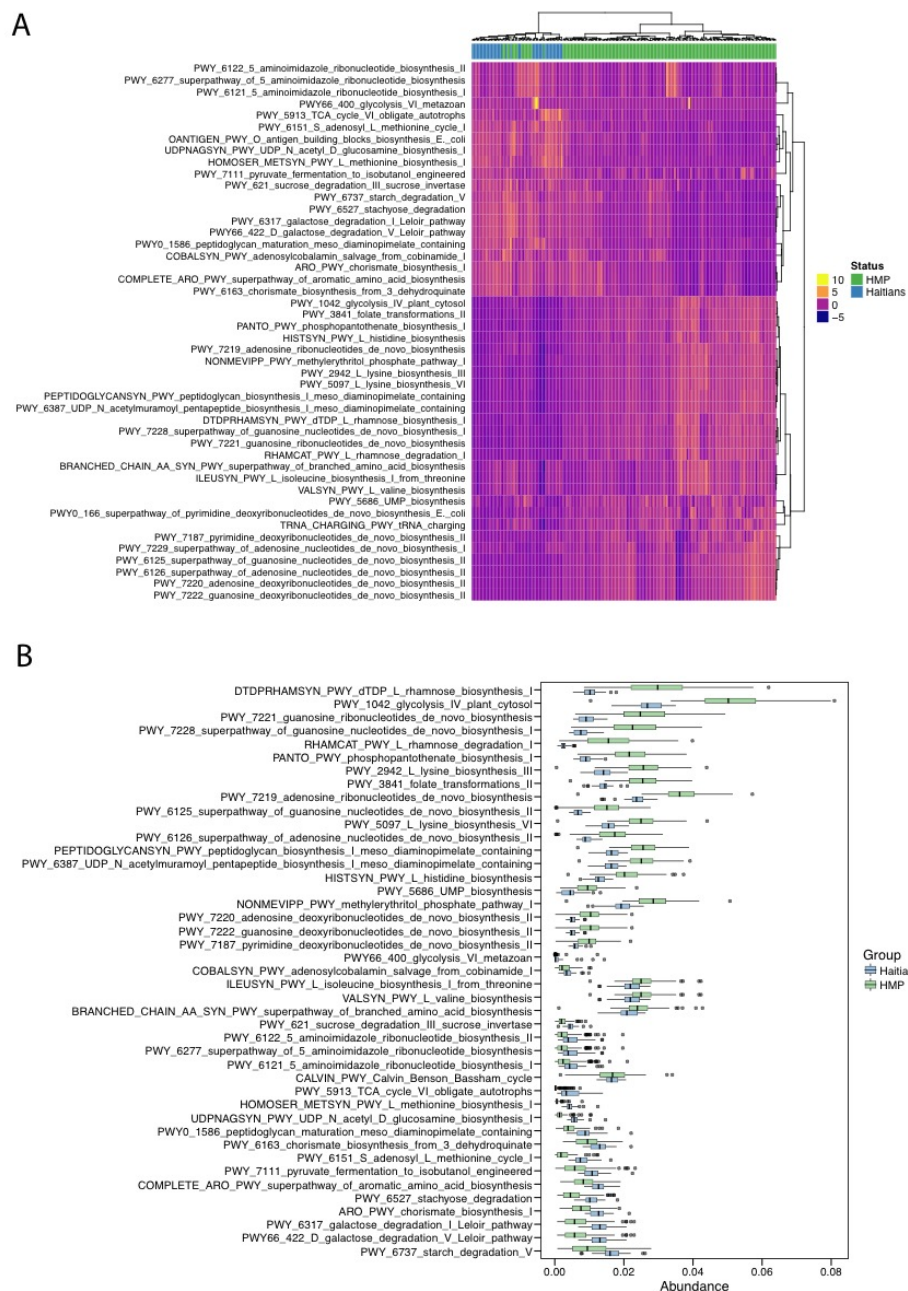 A
PWY_6122_5_aminoimidazole_ribonucleotide_biosynthesis_II
PWY_6277_superpathway_of_5_aminoimidazole_ribonucleotide_biosynthesis
PWY_6121_5_aminoimidazole_ribonucleotide_biosynthesis_I
PWY66_400_glycolysis_VI_metazoan
PWY_5913_TCA_cycle_VI_obligate_autotrophs
PWY_6151_S_adenosyl_L_methionine_cycle_I
OANTIGEN_PWY_O_antigen_building_blocks_biosynthesis_E._coli
UDPNAGSYN_PWY_UDP_N_acetyl_D_glucosamine_biosynthesis_I
HOMOSER_METSYN_PWY_L_methionine_biosynthesis_I
PWY_7111_pyruvate_fermentation_to_isobutanol_engineered
PWY_621_sucrose_degradation_III_sucrose_invertase
PWY_6737_starch_degradation_V
PWY_6527_stachyose_degradation
PWY_6317_galactose_degradation_I_Leloir_pathway
PWY66_422_D_galactose_degradation_V_Leloir_pathway
PWY0_1586_peptidoglycan_maturation_meso_diaminopimelate_containing
COBALSYN_PWY_adenosylcobalamin_salvage_from_cobinamide_I
ARO_PWY_chorismate_biosynthesis_I
COMPLETE_ARO_PWY_superpathway_of_aromatic_amino_acid_biosynthesis
PWY_6163_chorismate_biosynthesis_from_3_dehydroquinate
PWY_1042_glycolysis_IV_plant_cytosol
PWY_3841_folate_transformations_II
PANTO_PWY_phosphopantothenate_biosynthesis_I
HISTSYN_PWY_L_histidine_biosynthesis
PWY_7219_adenosine_ribonucleotides_de_novo_biosynthesis
NONMEVIPP_PWY_methylerythritol_phosphate_pathway_I
PWY_2942_L_lysine_biosynthesis_III
PWY_5097_L_lysine_biosynthesis_VI
PEPTIDOGLYCANSYN_PWY_peptidoglycan_biosynthesis_I_meso_diaminopimelate_containing
PWY_6387_UDP_N_acetylmuramoyl_pentapeptide_biosynthesis_I_meso_diaminopimelate_containing
DTDPRHAMSYN_PWY_dTDP_L_rhamnose_biosynthesis_I
PWY_7228_superpathway_of_guanosine_nucleotides_de_novo_biosynthesis_I
PWY_7221_guanosine_ribonucleotides_de_novo_biosynthesis
RHAMCAT_PWY_L_rhamnose_degradation_I
BRANCHED_CHAIN_AA_SYN_PWY_superpathway_of_branched_amino_acid_biosynthesis
ILEUSYN_PWY_L_isoleucine_biosynthesis_I_from_threonine
VALSYN_PWY_L_valine_biosynthesis
PWY_5686_UMP_biosynthesis
PWY0_166_superpathway_of_pyrimidine_deoxyribonucleotides_de_novo_biosynthesis_E._coli
TRNA_CHARGING_PWY_tRNA_charging
PWY_7187_pyrimidine_deoxyribonucleotides_de_novo_biosynthesis_II
PWY_7229_superpathway_of_adenosine_nucleotides_de_novo_biosynthesis_I
PWY_6125_superpathway_of_guanosine_nucleotides_de_novo_biosynthesis_II
PWY_6126_superpathway_of_adenosine_nucleotides_de_novo_biosynthesis_II
PWY_7220_adenosine_deoxyribonucleotides_de_novo_biosynthesis_II
PWY_7222_guanosine_deoxyribonucleotides_de_novo_biosynthesis_II
Status
10 HMP
5 Haitians
0
−5
B
DTDPRHAMSYN_PWY_dTDP_L_rhamnose_biosynthesis_I
PWY_1042_glycolysis_IV_plant_cytosol
PWY_7221_guanosine_ribonucleotides_de_novo_biosynthesis
PWY_7228_superpathway_of_guanosine_nucleotides_de_novo_biosynthesis_I
RHAMCAT_PWY_L_rhamnose_degradation_I
PANTO_PWY_phosphopantothenate_biosynthesis_I
PWY_2942_L_lysine_biosynthesis_III
PWY_3841_folate_transformations_II
PWY_7219_adenosine_ribonucleotides_de_novo_biosynthesis
PWY_6125_superpathway_of_guanosine_nucleotides_de_novo_biosynthesis_II
PWY_5097_L_lysine_biosynthesis_VI
PWY_6126_superpathway_of_adenosine_nucleotides_de_novo_biosynthesis_II
PEPTIDOGLYCANSYN_PWY_peptidoglycan_biosynthesis_I_meso_diaminopimelate_containing
PWY_6387_UDP_N_acetylmuramoyl_pentapeptide_biosynthesis_I_meso_diaminopimelate_containing
HISTSYN_PWY_L_histidine_biosynthesis
PWY_5686_UMP_biosynthesis
NONMEVIPP_PWY_methylerythritol_phosphate_pathway_I
PWY_7220_adenosine_deoxyribonucleotides_de_novo_biosynthesis_II
PWY_7222_guanosine_deoxyribonucleotides_de_novo_biosynthesis_II
PWY_7187_pyrimidine_deoxyribonucleotides_de_novo_biosynthesis_II
PWY66_400_glycolysis_VI_metazoan
COBALSYN_PWY_adenosylcobalamin_salvage_from_cobinamide_I
ILEUSYN_PWY_L_isoleucine_biosynthesis_I_from_threonine
VALSYN_PWY_L_valine_biosynthesis
BRANCHED_CHAIN_AA_SYN_PWY_superpathway_of_branched_amino_acid_biosynthesis
PWY_621_sucrose_degradation_III_sucrose_invertase
PWY_6122_5_aminoimidazole_ribonucleotide_biosynthesis_II
PWY_6277_superpathway_of_5_aminoimidazole_ribonucleotide_biosynthesis
PWY_6121_5_aminoimidazole_ribonucleotide_biosynthesis_I
CALVIN_PWY_Calvin_Benson_Bassham_cycle
PWY_5913_TCA_cycle_VI_obligate_autotrophs
HOMOSER_METSYN_PWY_L_methionine_biosynthesis_I
UDPNAGSYN_PWY_UDP_N_acetyl_D_glucosamine_biosynthesis_I
PWY0_1586_peptidoglycan_maturation_meso_diaminopimelate_containing
PWY_6163_chorismate_biosynthesis_from_3_dehydroquinate
PWY_6151_S_adenosyl_L_methionine_cycle_I
PWY_7111_pyruvate_fermentation_to_isobutanol_engineered
COMPLETE_ARO_PWY_superpathway_of_aromatic_amino_acid_biosynthesis
PWY_6527_stachyose_degradation
ARO_PWY_chorismate_biosynthesis_I
PWY_6317_galactose_degradation_I_Leloir_pathway
PWY66_422_D_galactose_degradation_V_Leloir_pathway
PWY_6737_starch_degradation_V
0.00 0.02 0.04 0.06 0.08
Abundance
Group
Haitia
HMP